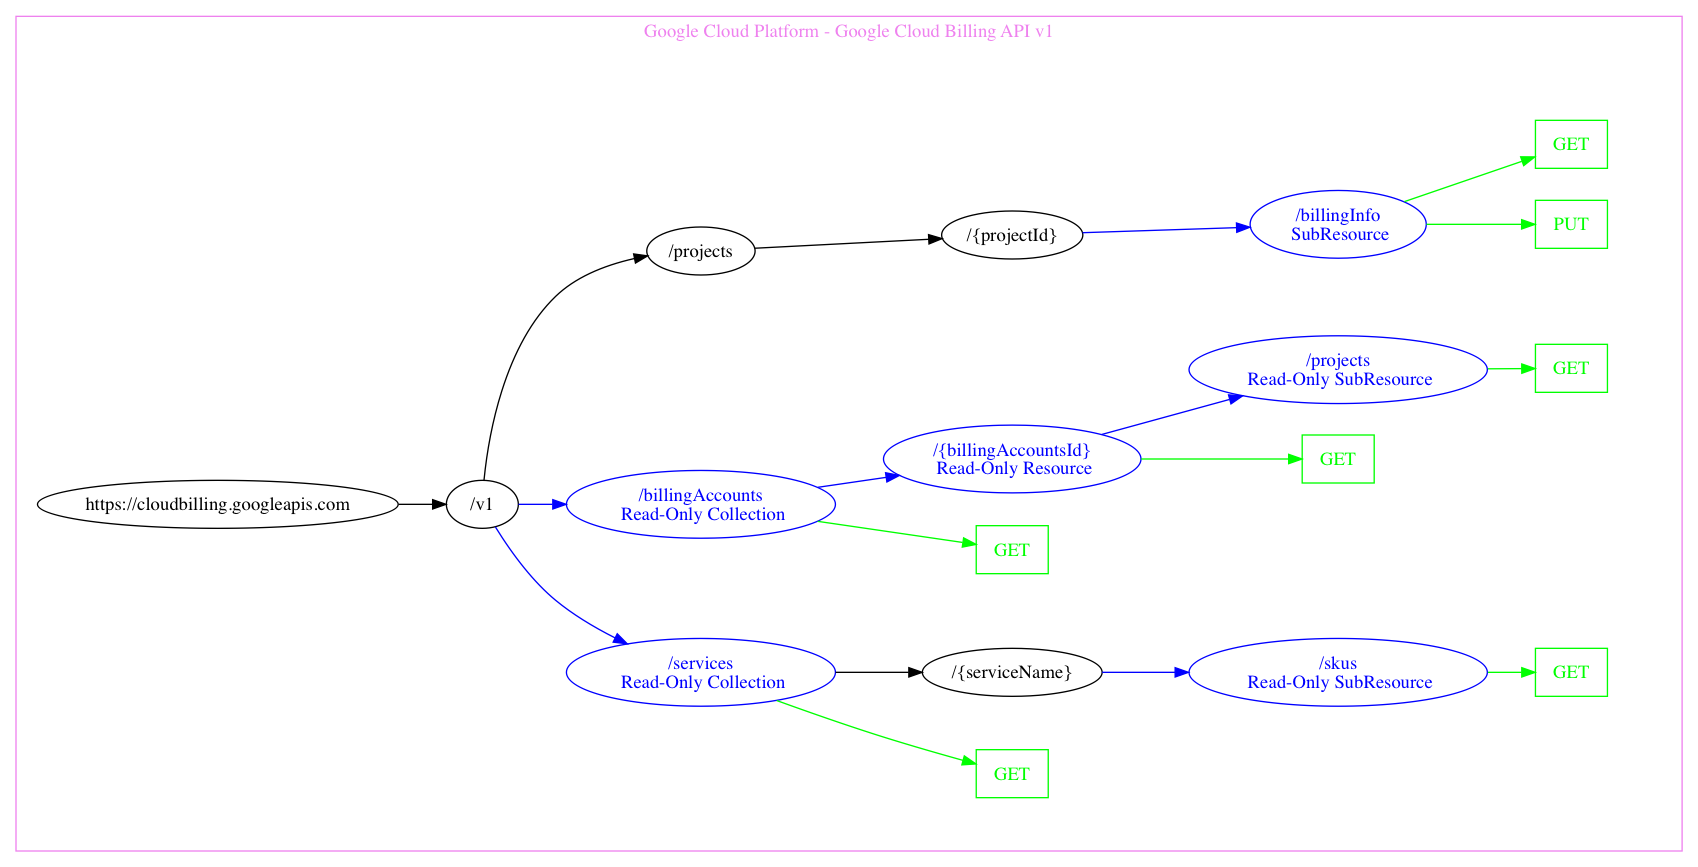 Google Cloud Platform - Google Cloud Billing API v1
GET
/billingInfo
SubResource
PUT
/{projectId}
/projects
/projects
Read-Only SubResource
GET
/{billingAccountsId}
Read-Only Resource
GET
https://cloudbilling.googleapis.com
/v1
/billingAccounts
Read-Only Collection
GET
/services
Read-Only Collection
/{serviceName}
/skus
Read-Only SubResource
GET
GET